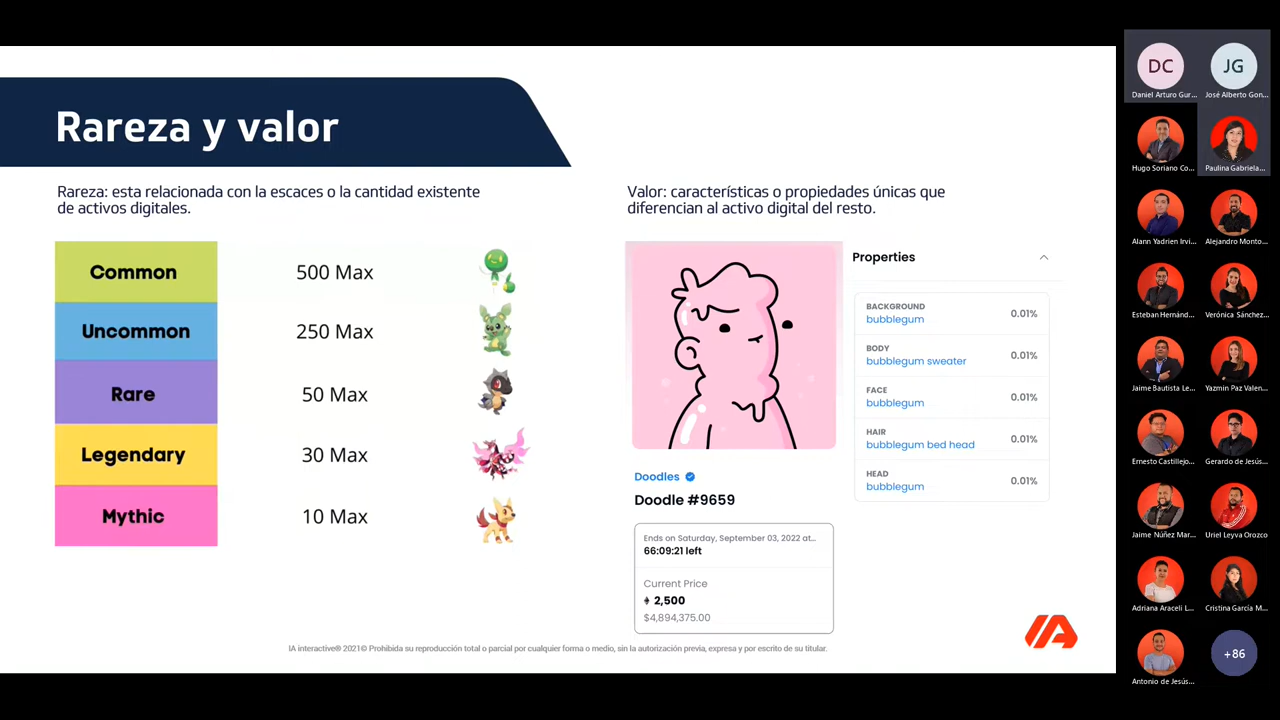 Rareza y valor
Rareza: esta relacionada con la escaces o la cantidad existente
de activos digitales.
Common
500 Max
Uncommon
250 Max
Rare
50 Max
Legendary
30 Max
Mythic
10 Max
Valor: características o propiedades únicas que
diferencian al activo digital del resto.
Properties
BACKGROUND
bubblegum
0.01%
BODY
bubblegum sweater
0.01%
FACE
bubblegum
0.01%
HAIR
bubblegum bed head
0.01%
HEAD
bubblegum
0.01%
Doodles
Doodle #9659
Ends on Saturday, September 03, 2022 at...
66:09:21 left
Current Price
2,500
$4,894,375.00
IA
IA interactive® 2021© Prohibida su reproducción total o parcial por cualquier forma o medio, sin la autorización previa, expresa y por escrito de su titular.
DC
Daniel Arturo Gur...
JG
José Alberto Gon...
Hugo Soriano Co...
Paulina Gabriela...
Alann Yadrien Irvi...
Alejandro Monto...
Esteban Hernánd...
Verónica Sánchez...
Jaime Bautista Le...
Yazmin Paz Valen...
Ernesto Castillejo...
Gerardo de Jesús...
Jaime Núñez Mar...
Uriel Leyva Orozco
Adriana Araceli L...
Cristina García M...
Antonio de Jesús...
+86